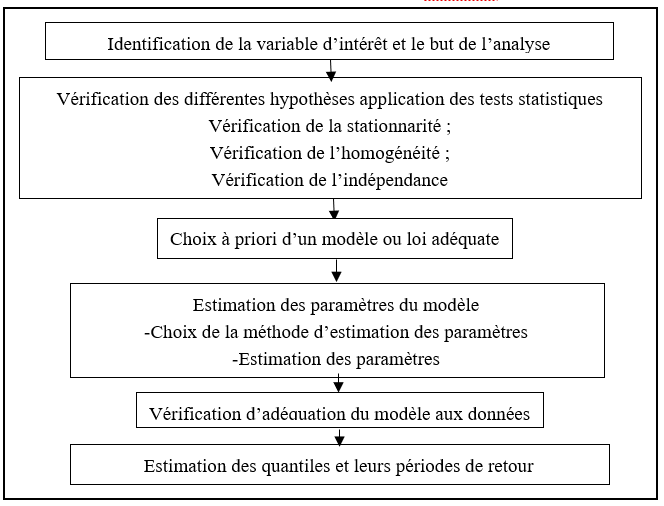 Identification de la variable d’intérêt et le but de l’analyse
Vérification des différentes hypothèses application des tests statistiques
Vérification de la stationnarité ;
Vérification de l’homogénéité ;
Vérification de l’indépendance
Choix à priori d’un modèle ou loi adéquate
Estimation des paramètres du modèle
-Choix de la méthode d’estimation des paramètres
-Estimation des paramètres
Vérification d’adéquation du modèle aux données
Estimation des quantiles et leurs périodes de retour